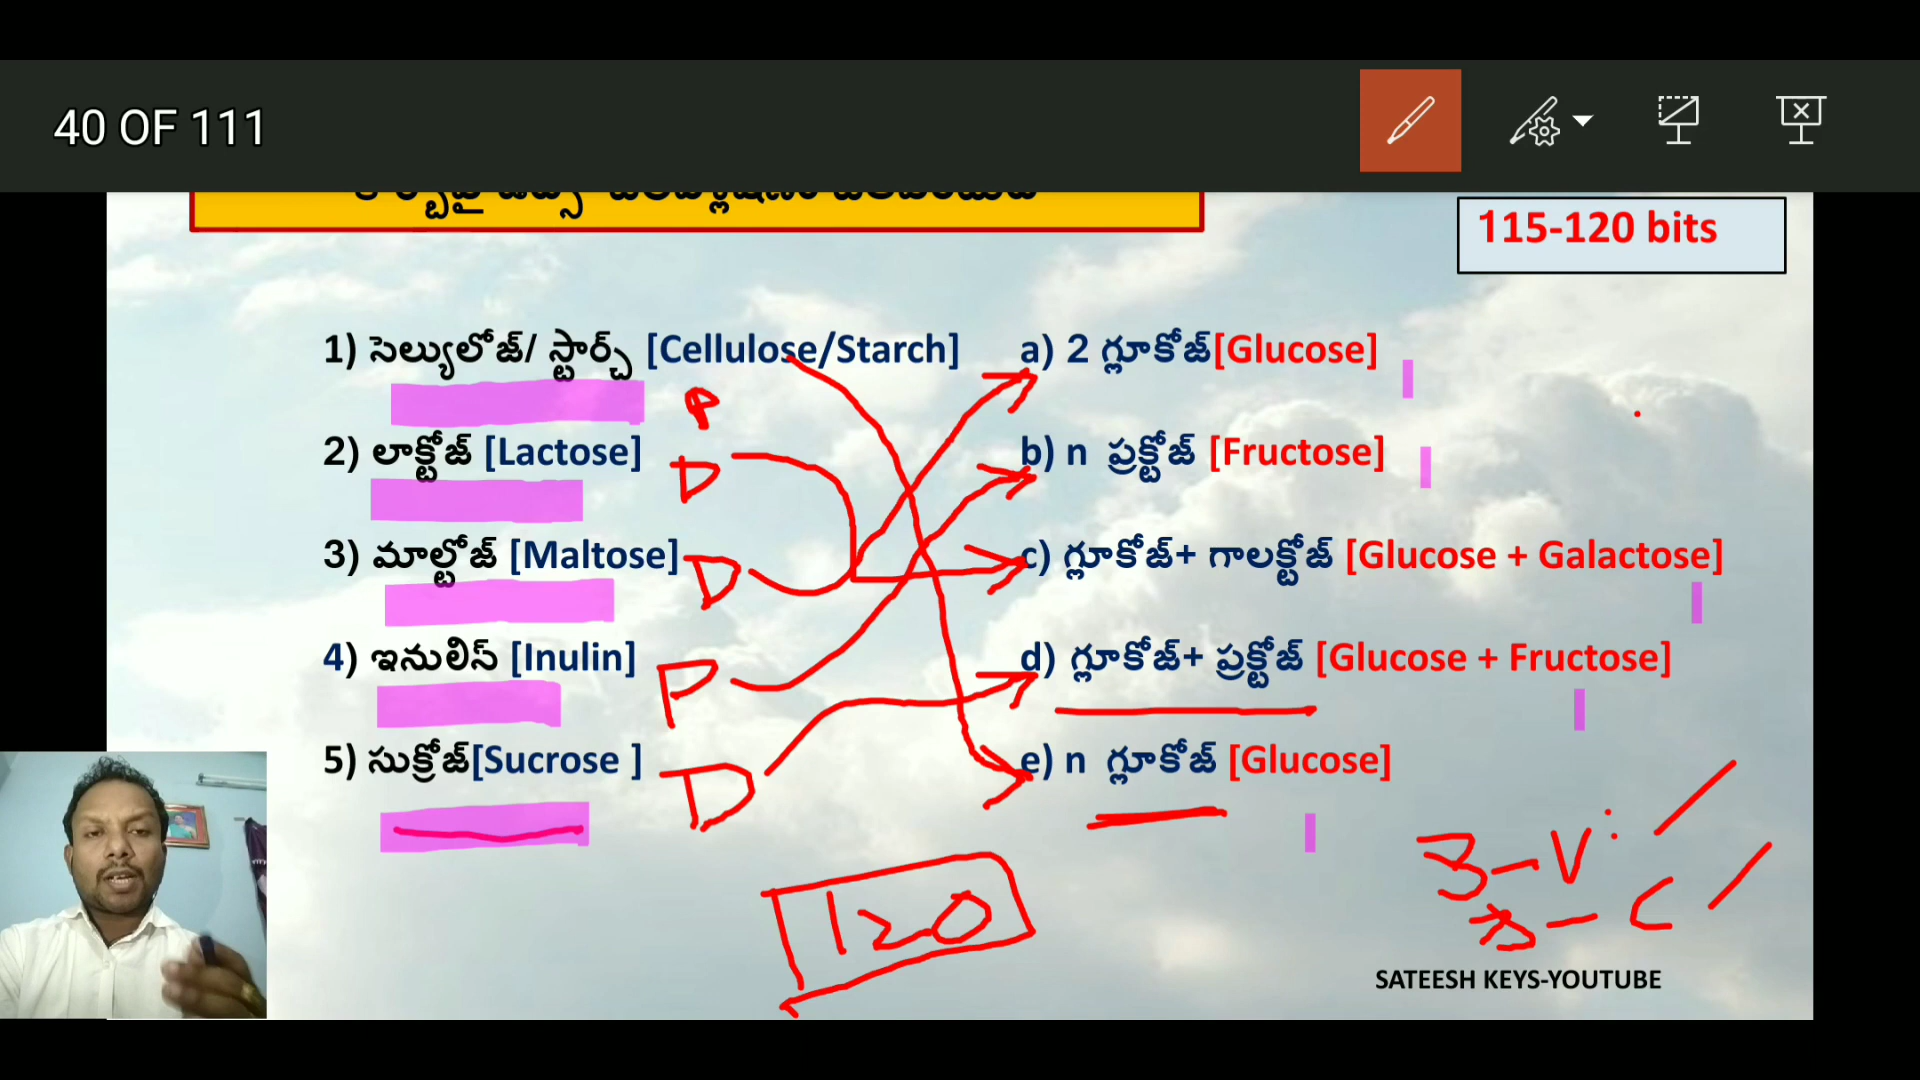 40 OF 111
115-120 bits
1) సెల్యులోజ్/ స్టార్చ్ [Cellulose/Starch]
a) 2 గ్లూకోజ్[Glucose]
P
2) లాక్టోజ్ [Lactose]
D
b) n ఫ్రక్టోజ్ [Fructose]
3) మాల్టోజ్ [Maltose]
D
c) గ్లూకోజ్+ గాలక్టోజ్ [Glucose + Galactose]
4) ఇనులిన్ [Inulin]
P
d) గ్లూకోజ్+ ఫ్రక్టోజ్ [Glucose + Fructose]
5) సుక్రోజ్[Sucrose ]
D
e) n గ్లూకోజ్ [Glucose]
120
3-V
SATEESH KEYS-YOUTUBE